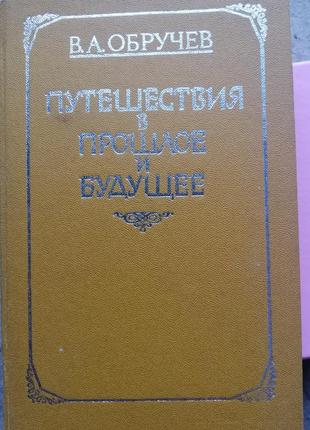 В.А.ОБРУЧЕВ
ПУТЕШЕСТВИЯ
В
ПРОШЛОЕ
И
БУДУЩЕЕ